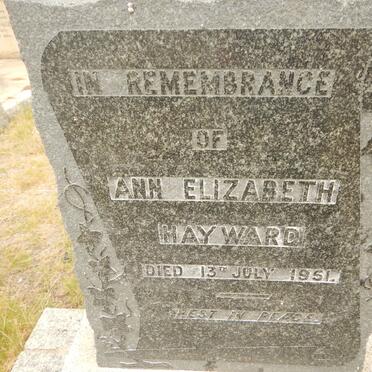 IN REMEMBRANCE
OF
ANN ELIZABETH
HAYWARD
DIED 13TH JULY 1951.
REST IN PEACE.